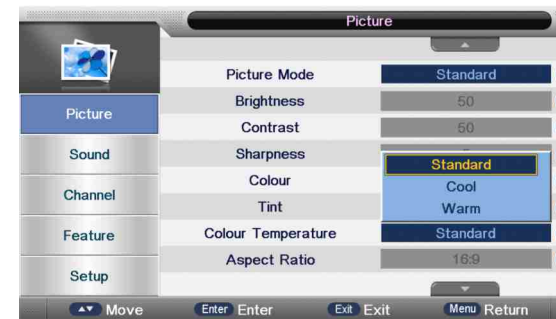 Picture
Picture Mode Standard
Brightness 50
Picture
Contrast 50
Sound
Sharpness
Standard
Colour
Cool
Channel
Tint
Warm
Feature
Colour Temperature Standard
Aspect Ratio 16:9
Setup
Move Enter Enter Exit Exit Menu Return